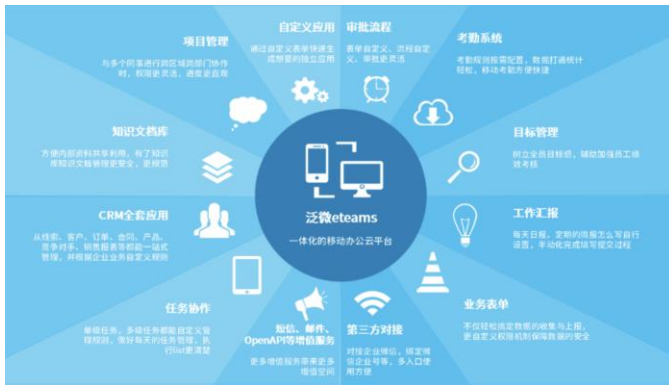 自定义应用
通过自定义表单快速生
成想要的独立应用
审批流程
表单自定义、流程自定
义、审批更灵活
项目管理
与多个同事进行跨区域跨部门协作
时，权限更灵活，进度更直观
考勤系统
考勤规则按需配置，数据打通统计
轻松，移动考勤方便快捷
知识文档库
方便内部资料共享利用，有了知识
库知识文档管理更安全，更规范
目标管理
树立全员目标感，辅助加强员工绩
效考核
泛微eteams
一体化的移动办公云平台
CRM全套应用
从线索、客户、订单、合同、产品、
竞争对手、销售报表等都能一站式
管理，并根据企业业务自定义规则
工作汇报
每天日报、定期的周报怎么写自行
设置，半动化完成填写提交过程
任务协作
单级任务，多级任务都能自定义管
理规则，做好每天的任务管理，执
行list更清楚
业务表单
不仅轻松搞定数据的收集与上报，
更自定义权限机制保障数据的安全
短信、邮件、
OpenAPI等增值服务
更多增值服务带来更多
增值空间
第三方对接
对接企业微信，绑定微
信企业号等，多入口使
用方便